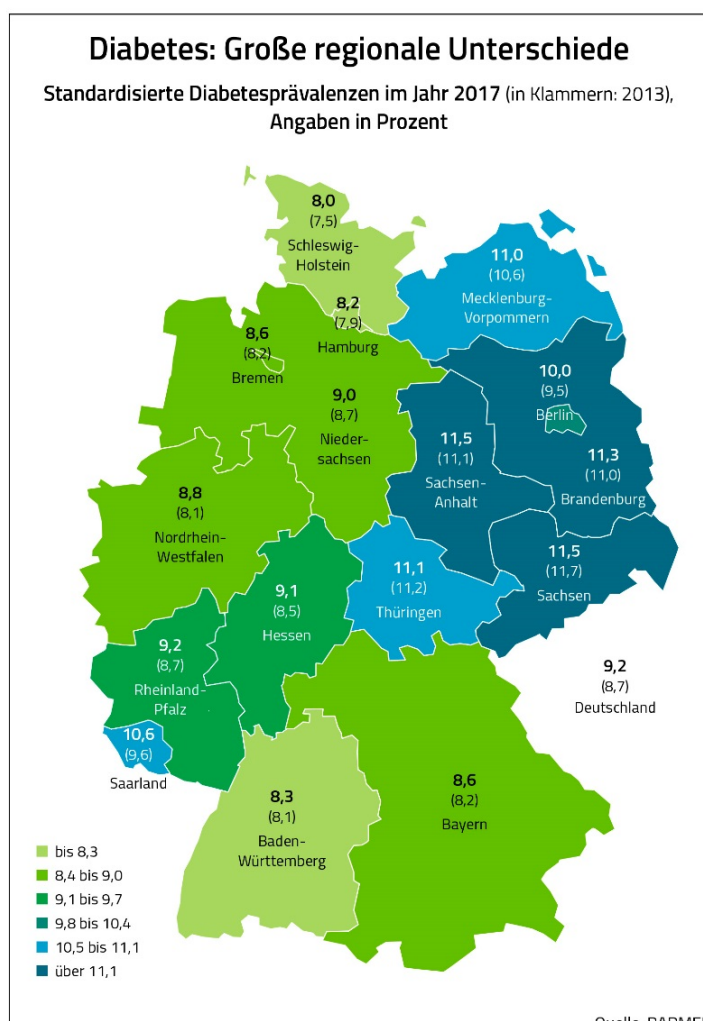 Diabetes: Große regionale Unterschiede
Standardisierte Diabetesprävalenzen im Jahr 2017 (in Klammern: 2013),
Angaben in Prozent
8,0
(7,5)
Schleswig-
Holstein
11,0
(10,6)
Mecklenburg-
Vorpommern
8,2
(7,9)
Hamburg
8,6
(8,2)
Bremen
10,0
(9,5)
Berlin
9,0
(8,7)
Nieder-
sachsen
11,5
(11,1)
Sachsen-
Anhalt
11,3
(11,0)
Brandenburg
8,8
(8,1)
Nordrhein-
Westfalen
11,5
(11,7)
Sachsen
11,1
(11,2)
Thüringen
9,1
(8,5)
Hessen
9,2
(8,7)
Rheinland-
Pfalz
9,2
(8,7)
Deutschland
10,6
(9,6)
Saarland
8,6
(8,2)
Bayern
8,3
(8,1)
Baden-
Württemberg
bis 8,3
8,4 bis 9,0
9,1 bis 9,7
9,8 bis 10,4
10,5 bis 11,1
über 11,1